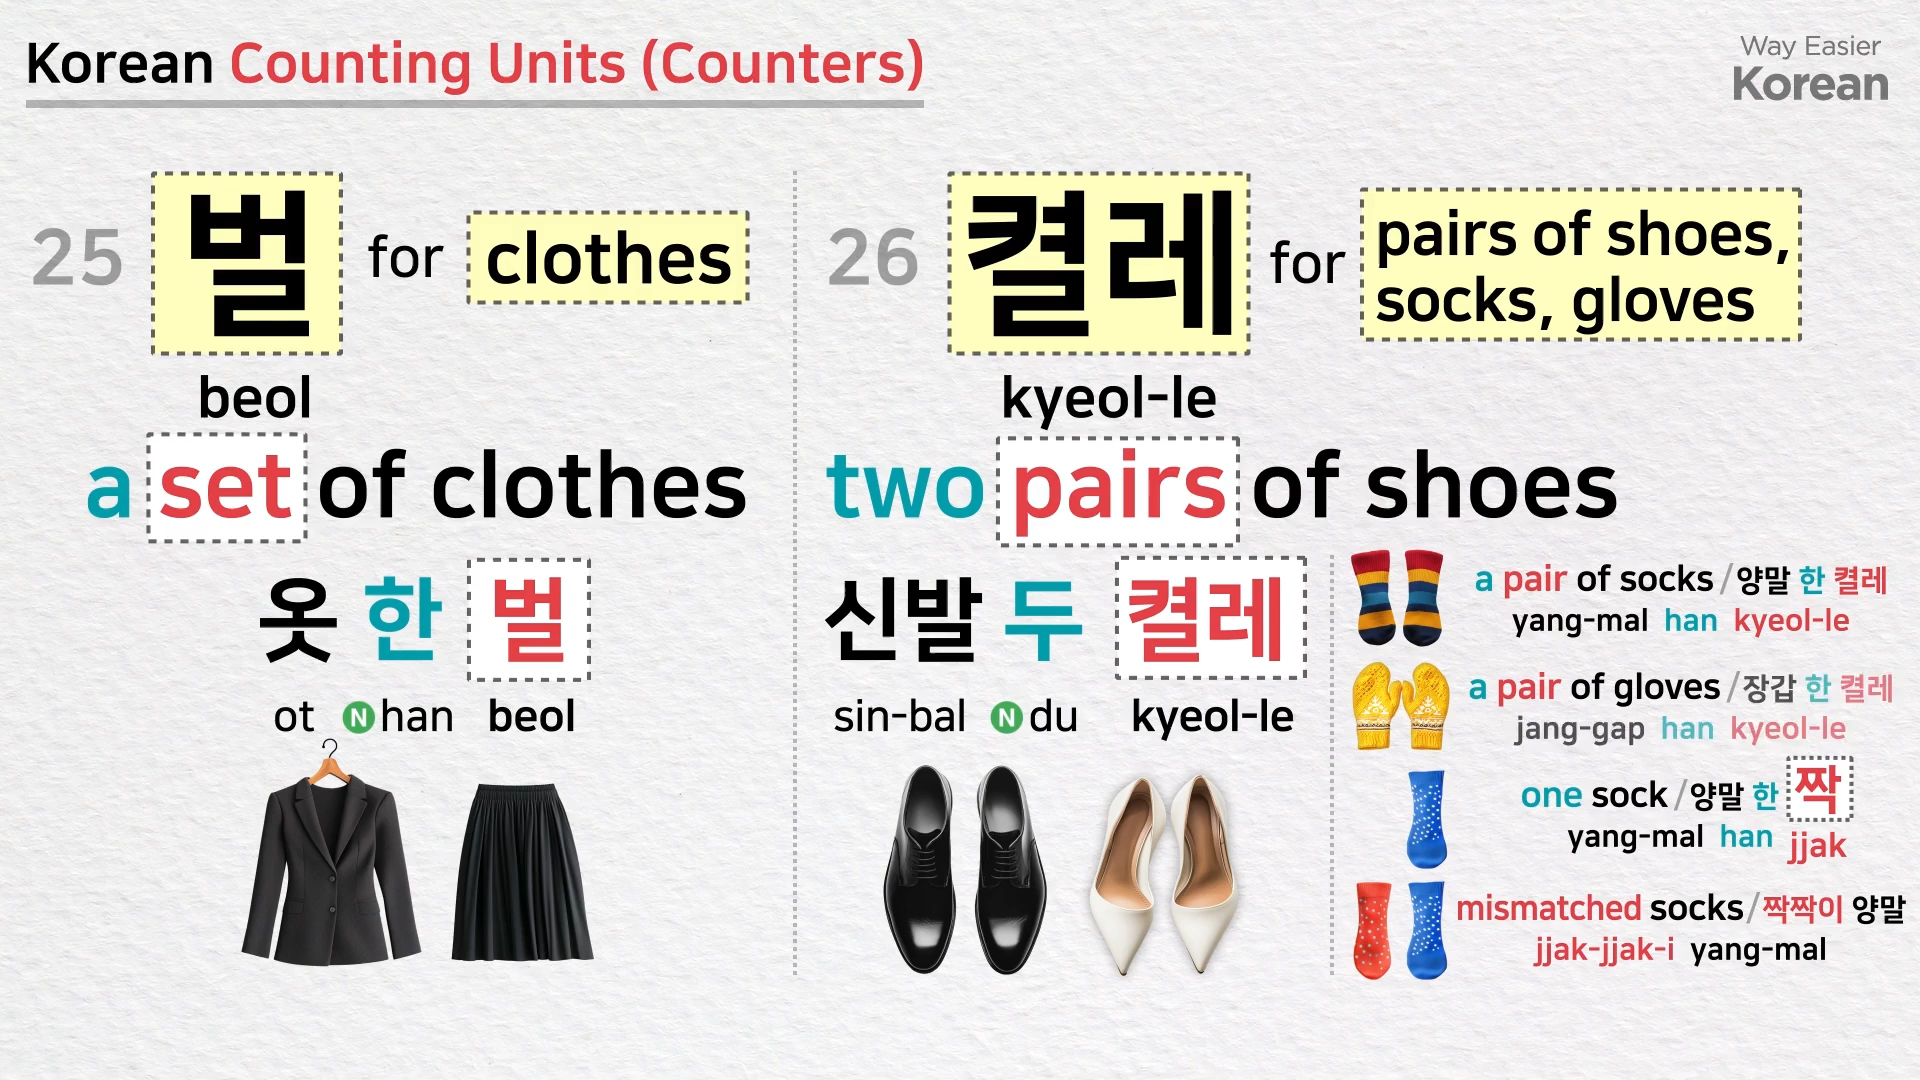 Korean Counting Units (Counters)
Way Easier
Korean
25 벌 for clothes
beol
a set of clothes
옷 한 벌
ot N han beol
26 켤레 for pairs of shoes,
socks, gloves
kyeol-le
two pairs of shoes
신발 두 켤레
sin-bal N du kyeol-le
a pair of socks / 양말 한 켤레
yang-mal han kyeol-le
a pair of gloves / 장갑 한 켤레
jang-gap han kyeol-le
one sock / 양말 한 짝
yang-mal han jjak
mismatched socks / 짝짝이 양말
jjak-jjak-i yang-mal